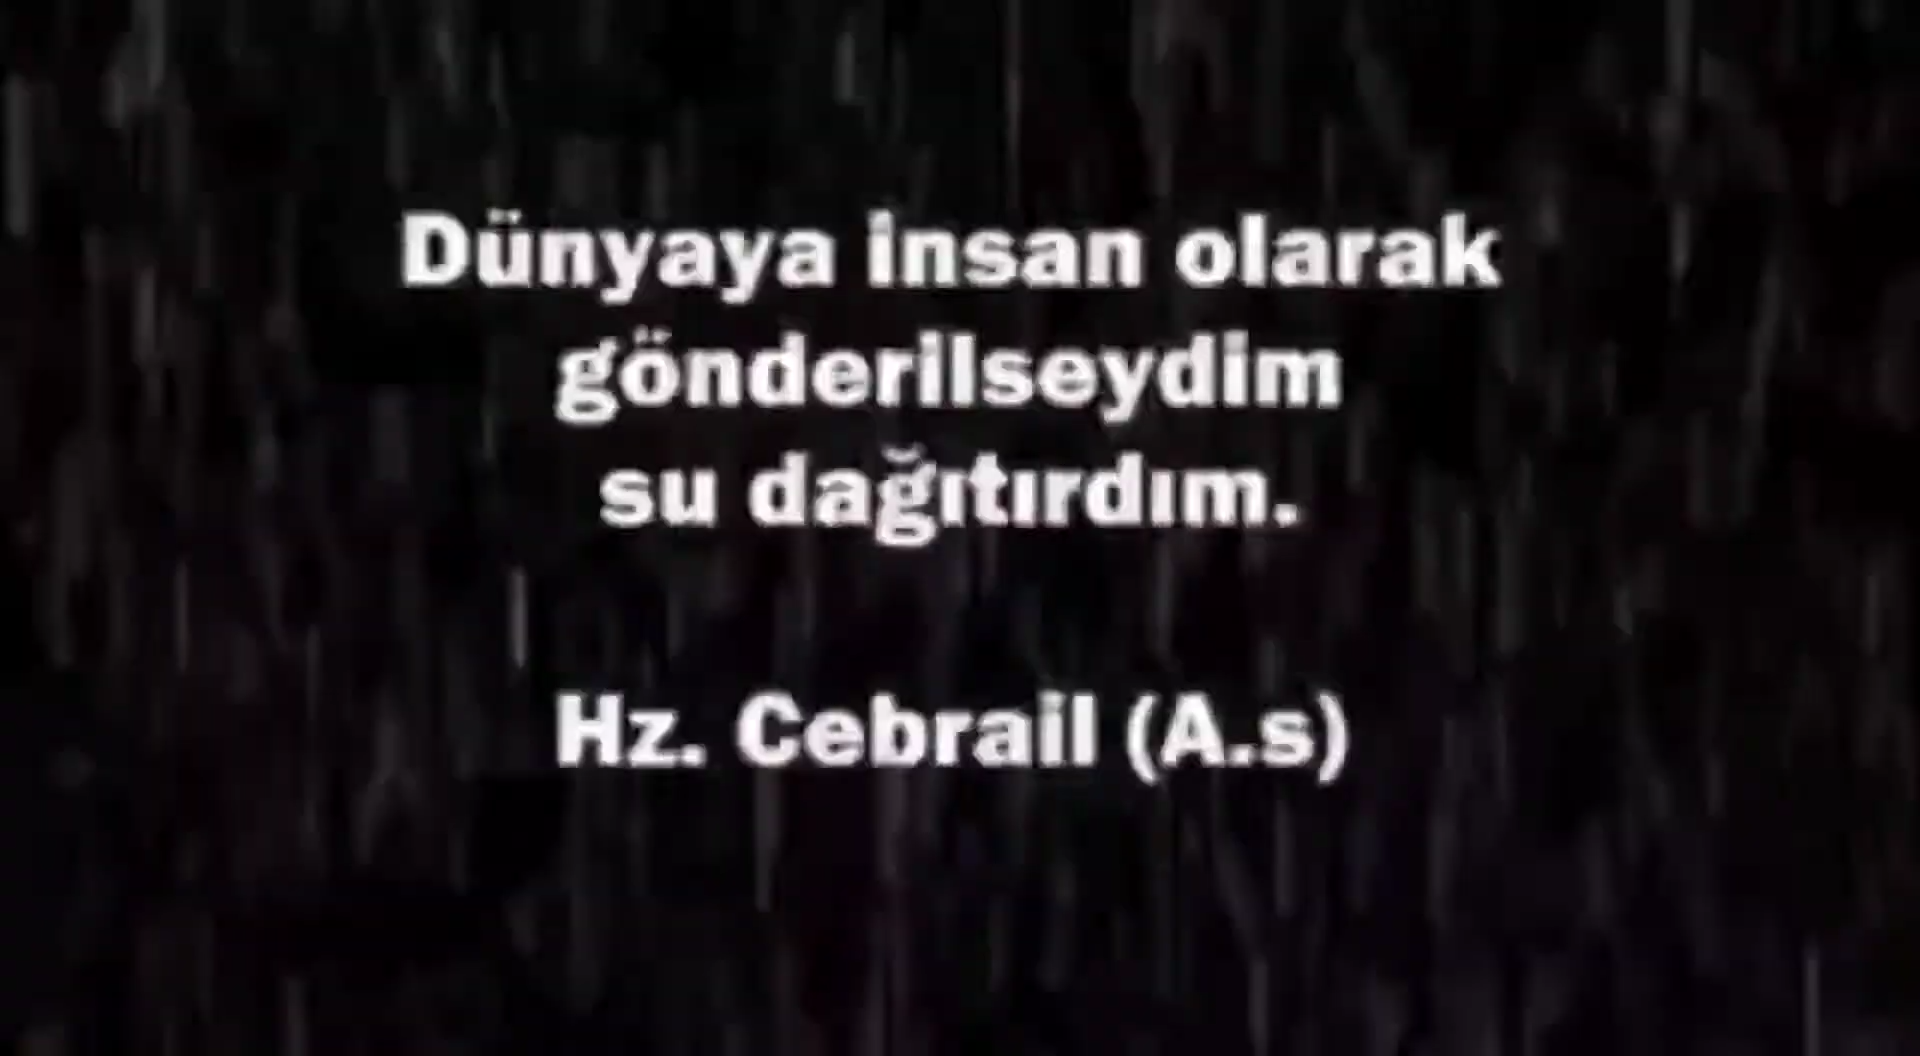 Dünyaya insan olarak
gönderilseydim
su dağıtırdım.
Hz. Cebrail (A.s)